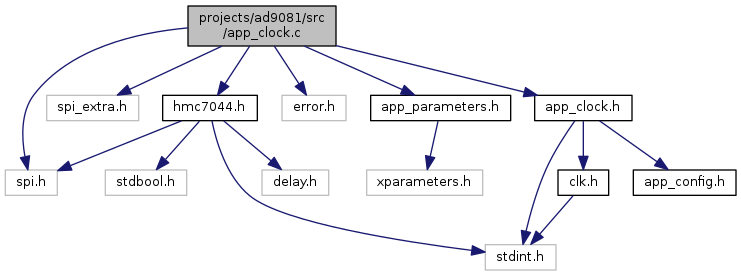 projects/ad9081/src
/app_clock.c
spi_extra.h
hmc7044.h
error.h
app_parameters.h
app_clock.h
spi.h
stdbool.h
delay.h
xparameters.h
clk.h
app_config.h
stdint.h